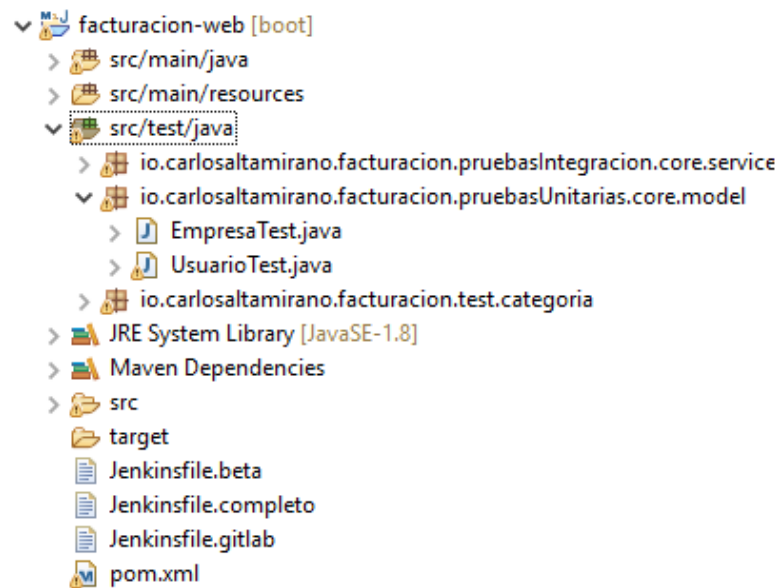 facturacion-web [boot]
src/main/java
src/main/resources
src/test/java
io.carlosaltamirano.facturacion.pruebasIntegracion.core.service
io.carlosaltamirano.facturacion.pruebasUnitarias.core.model
EmpresaTest.java
UsuarioTest.java
io.carlosaltamirano.facturacion.test.categoria
JRE System Library [JavaSE-1.8]
Maven Dependencies
src
target
Jenkinsfile.beta
Jenkinsfile.completo
Jenkinsfile.gitlab
pom.xml